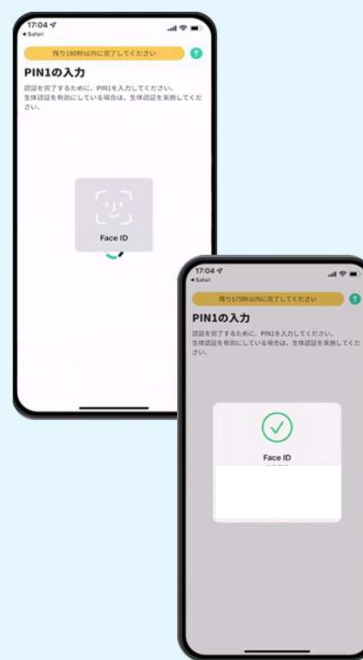 17:04
◀ Safari
残り180秒以内に完了してください
?
PIN1の入力
認証を完了するために、PIN1を入力してください。
生体認証を有効にしている場合は、生体認証を実施してくだ
さい。
Face ID
17:04
◀ Safari
残り175秒以内に完了してください
?
PIN1の入力
認証を完了するために、PIN1を入力してください。
生体認証を有効にしている場合は、生体認証を実施してくだ
さい。
Face ID